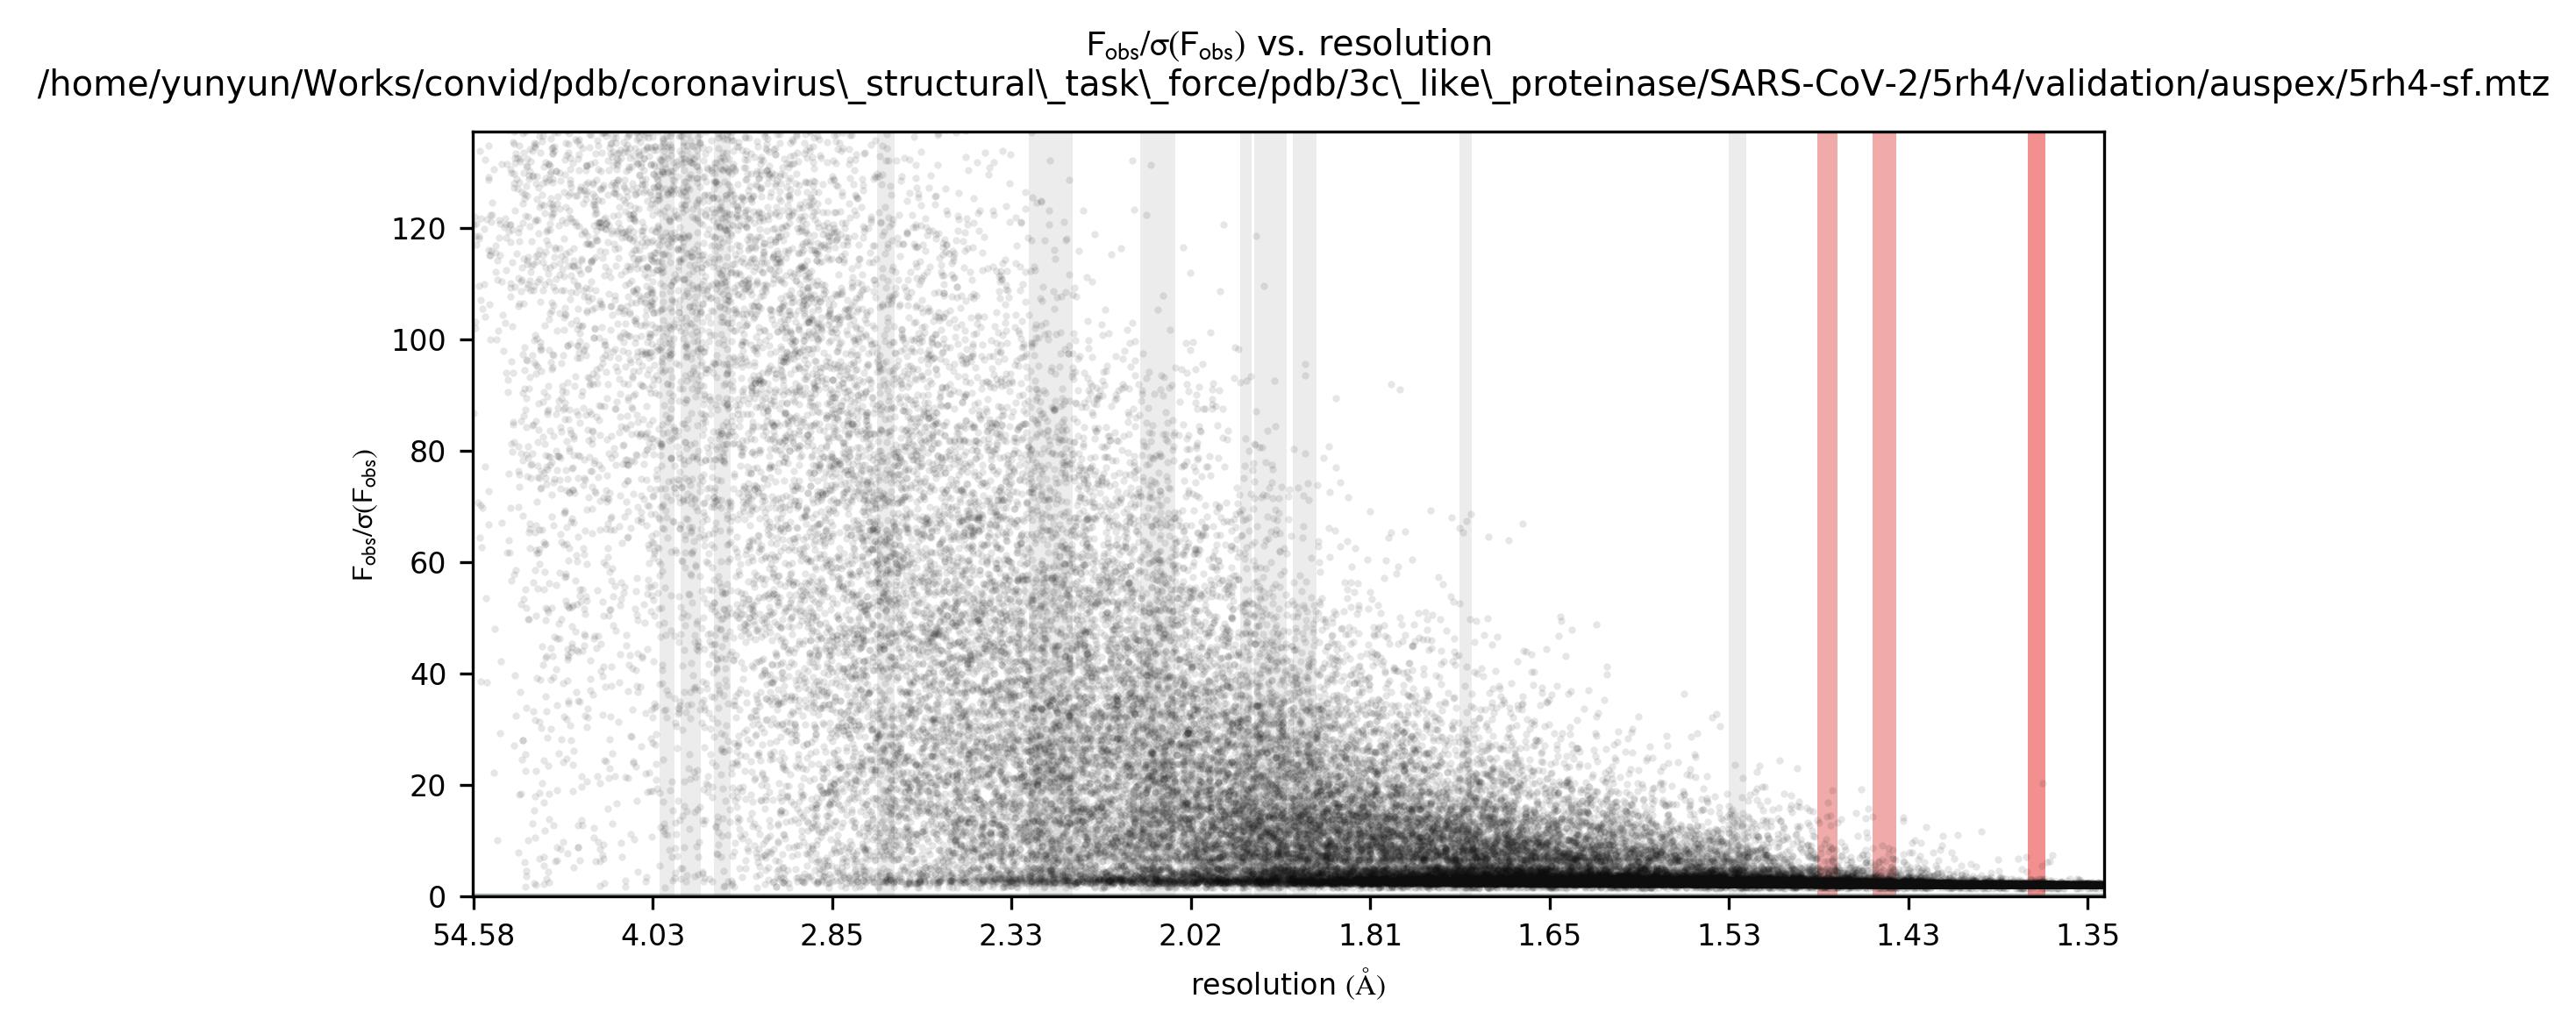 Fobs/σ(Fobs) vs. resolution
/home/yunyun/Works/convid/pdb/coronavirus\_structural\_task\_force/pdb/3c\_like\_proteinase/SARS-CoV-2/5rh4/validation/auspex/5rh4-sf.mtz
Fobs/σ(Fobs)
120
100
80
60
40
20
0
54.58 4.03 2.85 2.33 2.02 1.81 1.65 1.53 1.43 1.35
resolution (Å)